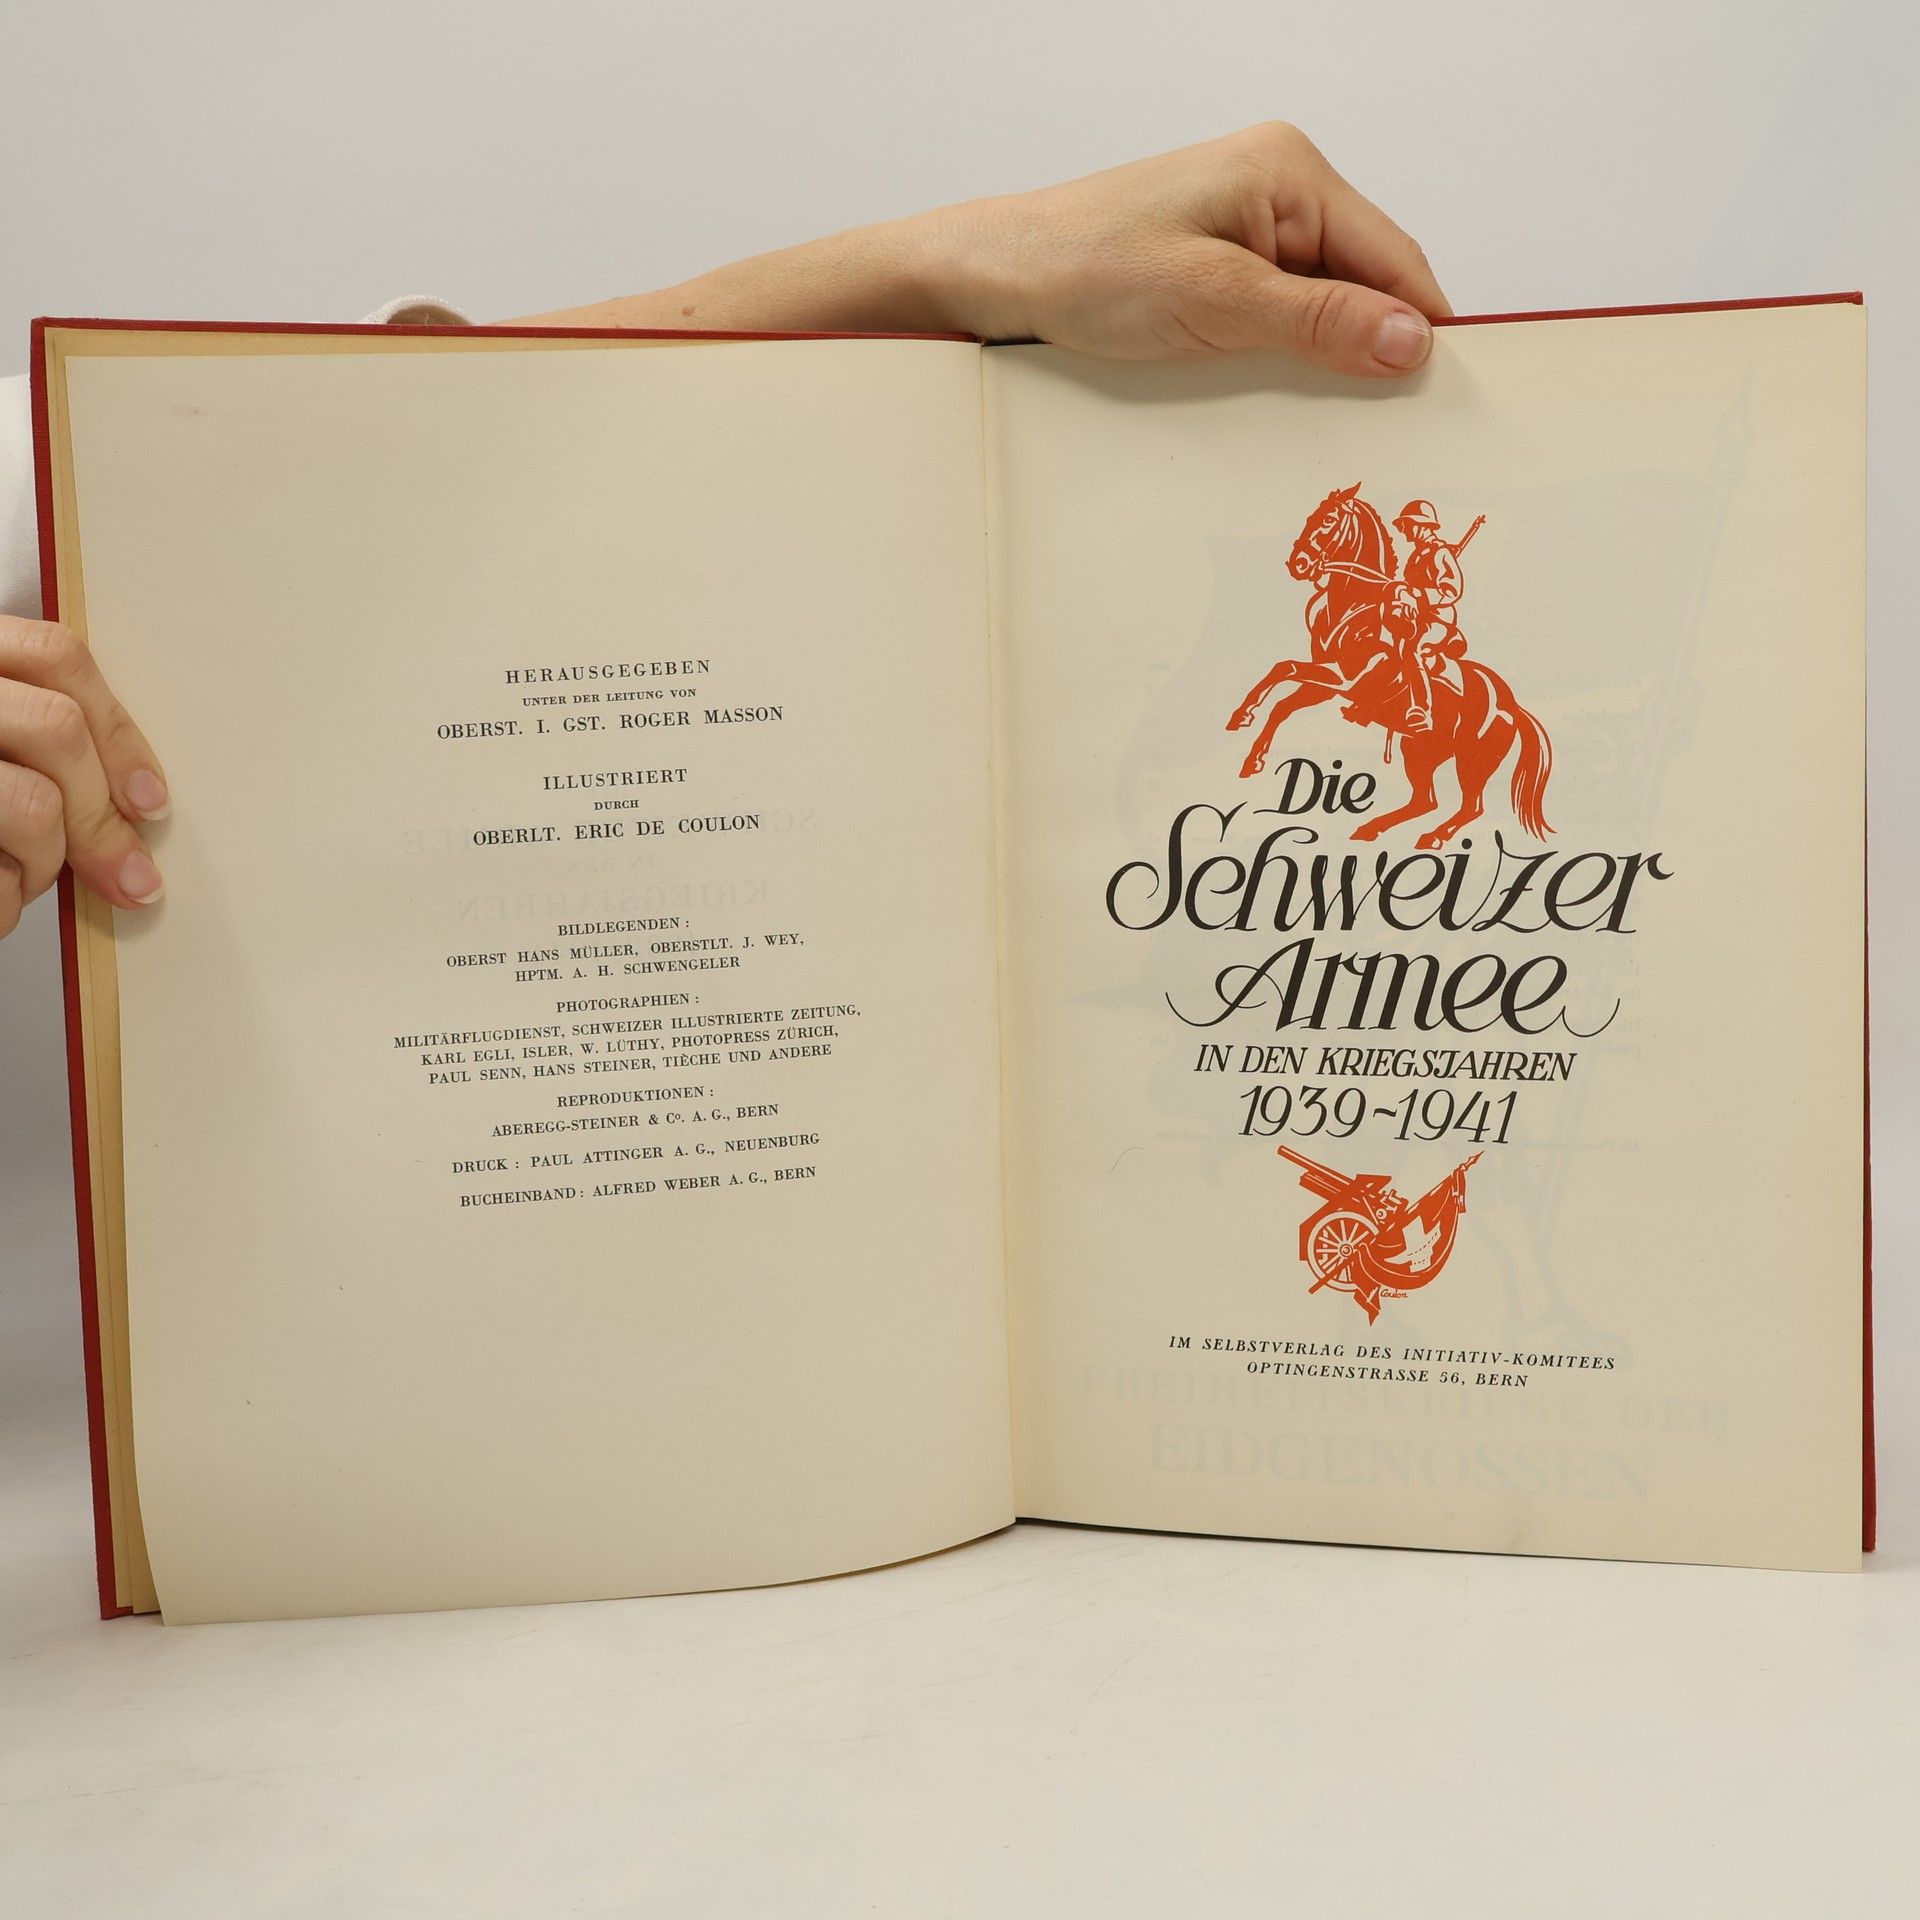 HERAUSGEGEBEN
UNTER DER LEITUNG VON
OBERST. I. GST. ROGER MASSON
ILLUSTRIERT
DURCH
OBERLT. ERIC DE COULON
BILDLEGENDEN :
OBERST HANS MÜLLER, OBERSTLT. J. WEY,
HPTM. A. H. SCHWENGELER
PHOTOGRAPHIEN :
MILITÄRFLUGDIENST, SCHWEIZER ILLUSTRIERTE ZEITUNG,
KARL EGLI, ISLER, W. LÜTHY, PHOTOPRESS ZÜRICH,
PAUL SENN, HANS STEINER, TIÈCHE UND ANDERE
REPRODUKTIONEN :
ABEREGG-STEINER & Cº. A. G., BERN
DRUCK : PAUL ATTINGER A. G., NEUENBURG
BUCHEINBAND : ALFRED WEBER A. G., BERN
Die
Schweizer
Armee
IN DEN KRIEGSJAHREN
1939-1941
Coulon
IM SELBSTVERLAG DES INITIATIV-KOMITEES
OPTINGENSTRASSE 56, BERN
FREIHEITSKRIEGE DER
EIDGENOSSEN